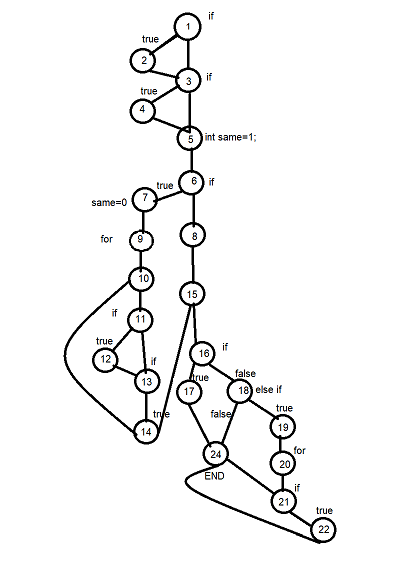 if
1
true
2
if
3
true
4
5
int same=1;
true
6
if
7
same=0
for
9
8
10
15
if
11
true
12
if
13
true
14
16
if
true
17
false
18
else if
true
false
19
for
24
20
END
if
21
true
22